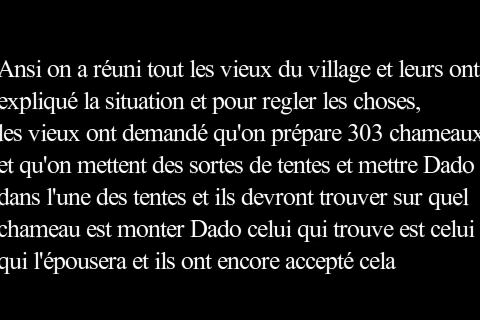 Ansi on a réuni tout les vieux du village et leurs ont
expliqué la situation et pour regler les choses,
les vieux ont demandé qu'on prépare 303 chameaux
et qu'on mettent des sortes de tentes et mettre Dado
dans l'une des tentes et ils devront trouver sur quel
chameau est monter Dado celui qui trouve est celui
qui l'épousera et ils ont encore accepté cela